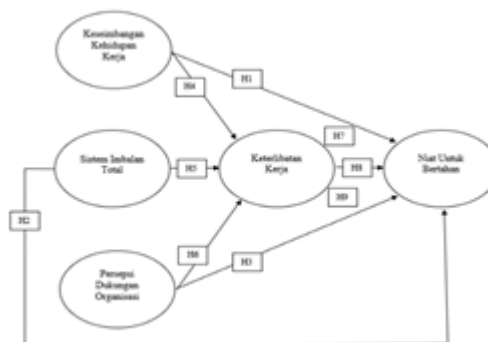 Keseimbangan
Kehidupan
Kerja
H4
H1
Sistem Imbalan
Total
H5
Keterlibatan
Kerja
H7
H8
H9
Niat Untuk
Bertahan
H2
H6
H3
Persepsi
Dukungan
Organisasi